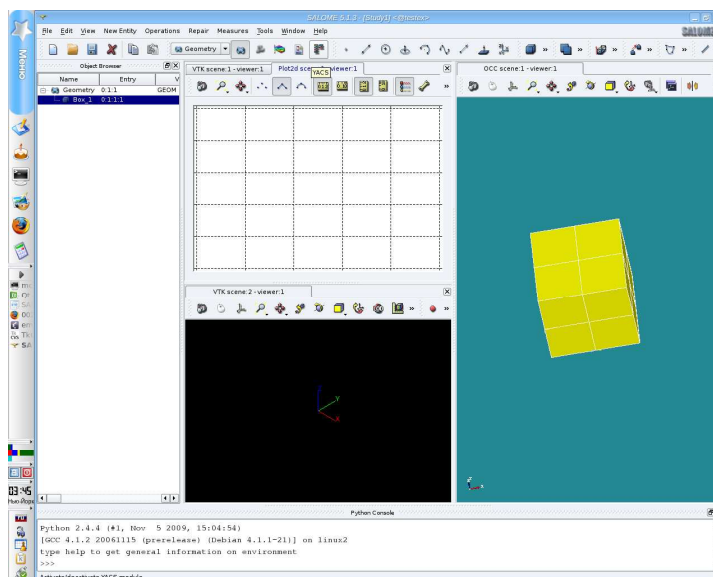 SALOME 5.1.3 - [Study1] <@testex>
File Edit View New Entity Operations Repair Measures Tools Window Help
SALOME
Geometry
Меню
Object Browser
VTK scene:1 - viewer:1
viewer:1
YACS
OCC scene:1 - viewer:1
Name Entry V
Geometry 0:1:1 GEOM
Box_1 0:1:1:1
VTK scene:2 - viewer:1
Z
Y
X
03:45
Python Console
Python 2.4.4 (#1, Nov 5 2009, 15:04:54)
[GCC 4.1.2 20061115 (prerelease) (Debian 4.1.1-21)] on linux2
type help to get general information on environment
>>>
Activate/deactivate YACS module